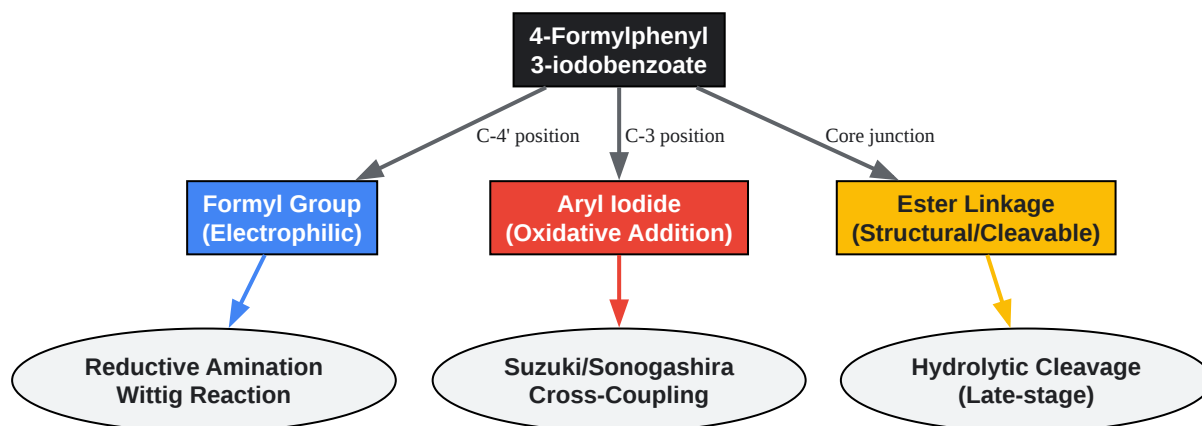 4-Formylphenyl
3-iodobenzoate
C-4' position
C-3 position
Core junction
Formyl Group
(Electrophilic)
Aryl Iodide
(Oxidative Addition)
Ester Linkage
(Structural/Cleavable)
Reductive Amination
Wittig Reaction
Suzuki/Sonogashira
Cross-Coupling
Hydrolytic Cleavage
(Late-stage)